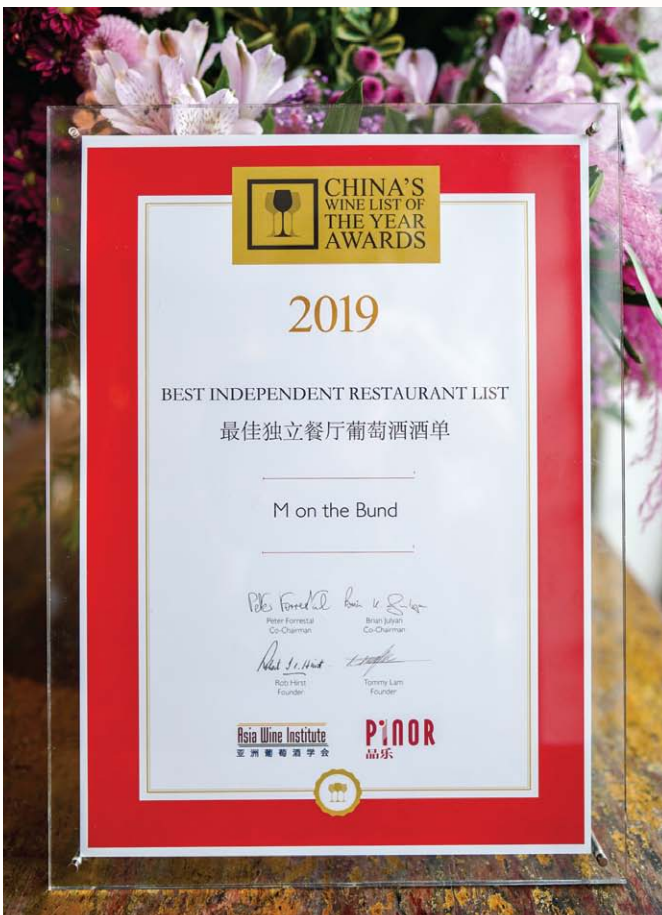 CHINA'S
WINE LIST OF
THE YEAR
AWARDS
2019
BEST INDEPENDENT RESTAURANT LIST
最佳独立餐厅葡萄酒酒单
M on the Bund
Peter Forrestal
Co-Chairman
Brian Julyan
Co-Chairman
Rob Hirst
Founder
Tommy Lam
Founder
Asia Wine Institute
亚洲葡萄酒学会
PINOR
品乐